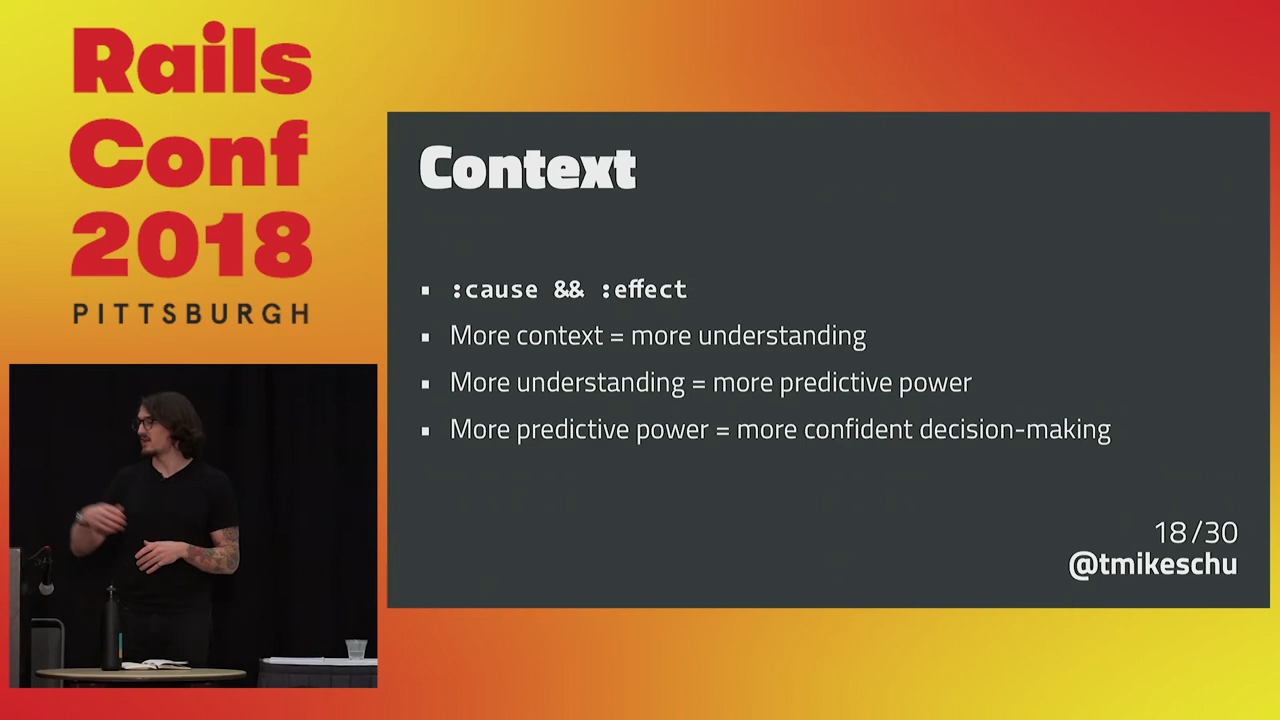 Rails
Conf
2018
PITTSBURGH
Context
:cause && :effect
More context = more understanding
More understanding = more predictive power
More predictive power = more confident decision-making
18/30
@tmikeschu